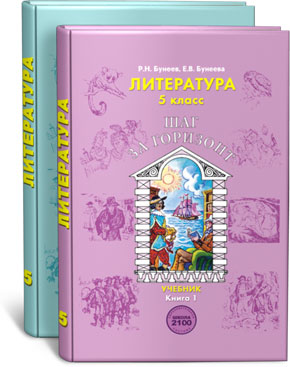 Р.Н. Бунеев, Е.В. Бунеева
ЛИТЕРАТУРА
5 класс
ШАГ
ЗА ГОРИЗОНТ
УЧЕБНИК
Книга 1
ШКОЛА
2100
ЛИТЕРАТУРА
5
ЛИТЕРАТУРА
5